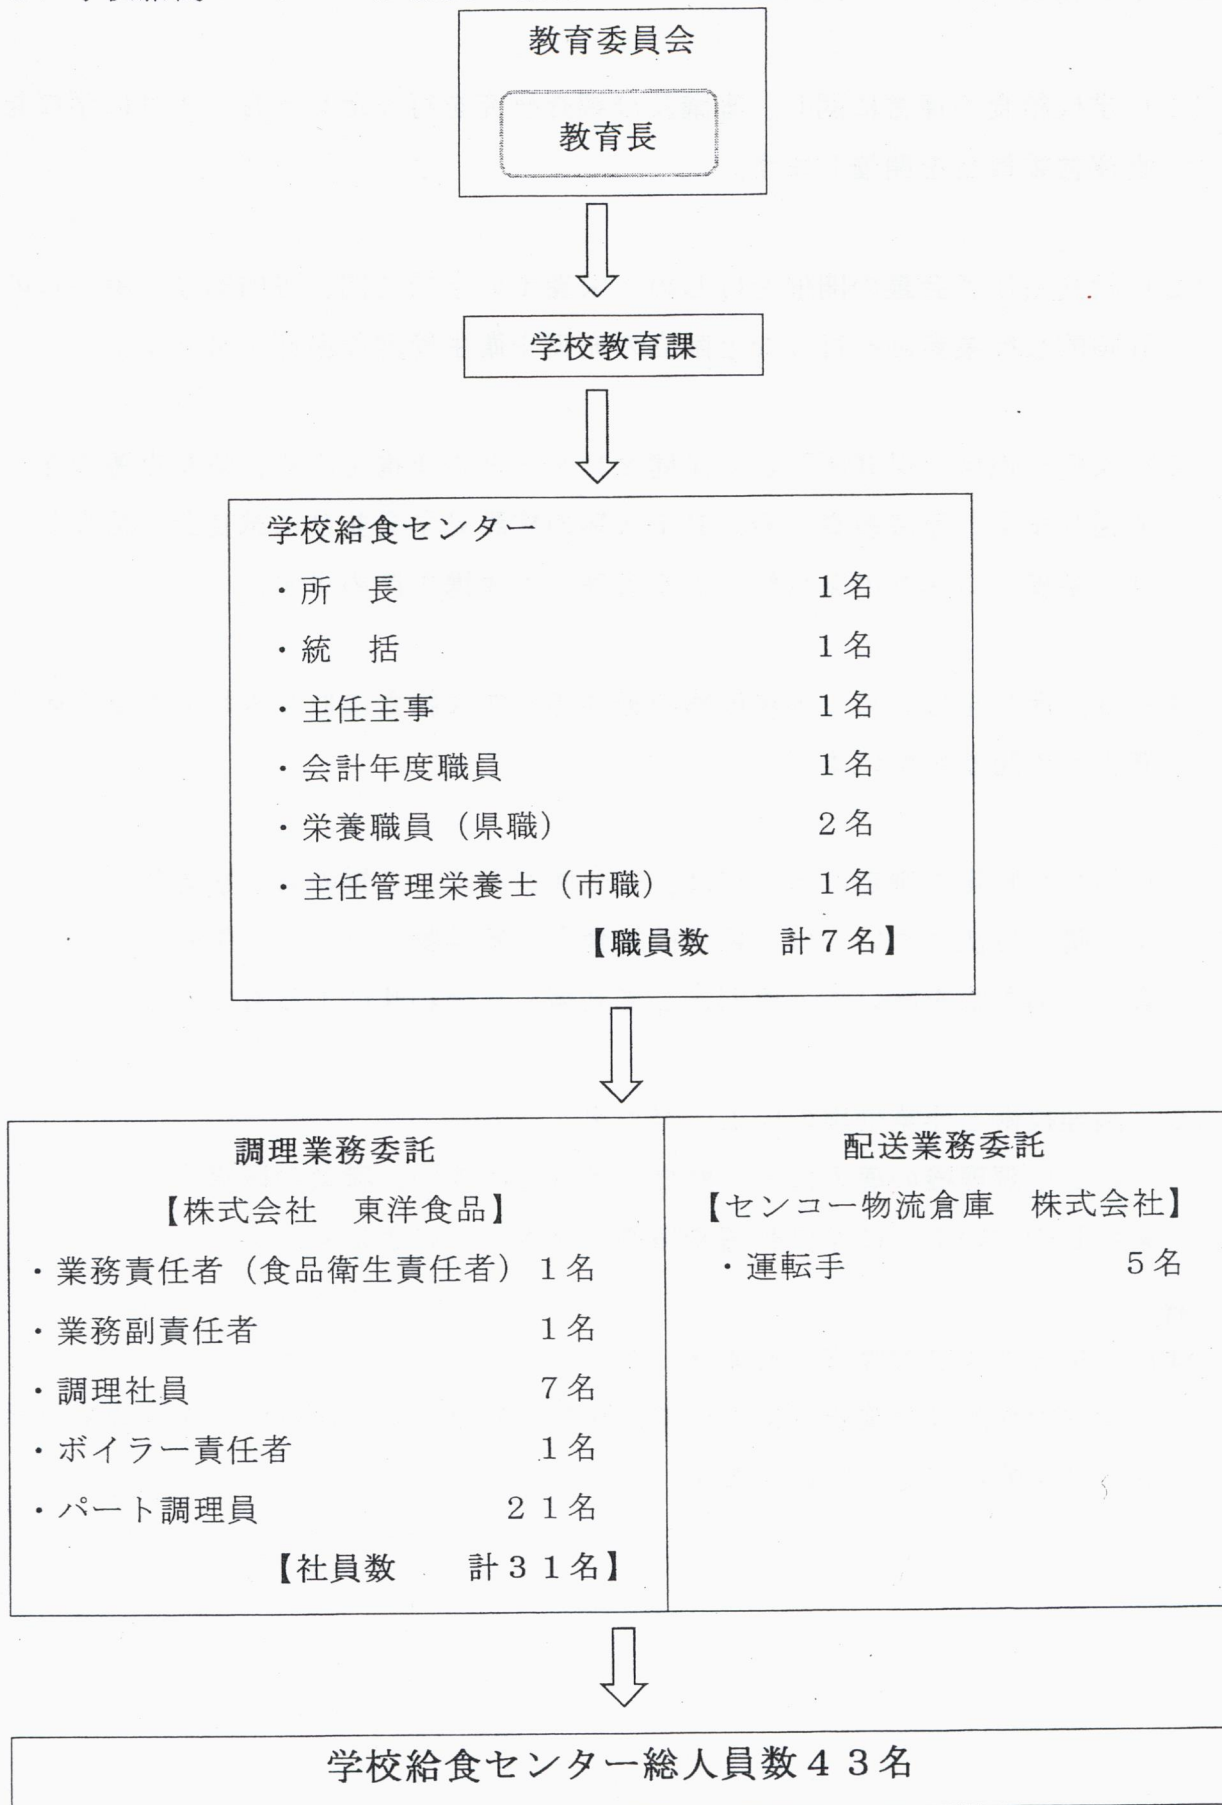 教育委員会
教育長
学校教育課
学校給食センター
・所　長　1名
・統　括　1名
・主任主事　1名
・会計年度職員　1名
・栄養職員（県職）　2名
・主任管理栄養士（市職）　1名
【職員数　計７名】
調理業務委託
【株式会社　東洋食品】
・業務責任者（食品衛生責任者）１名
・業務副責任者　１名
・調理社員　７名
・ボイラー責任者　１名
・パート調理員　２１名
【社員数　計３１名】
配送業務委託
【センコー物流倉庫　株式会社】
・運転手　５名
学校給食センター総人員数４３名